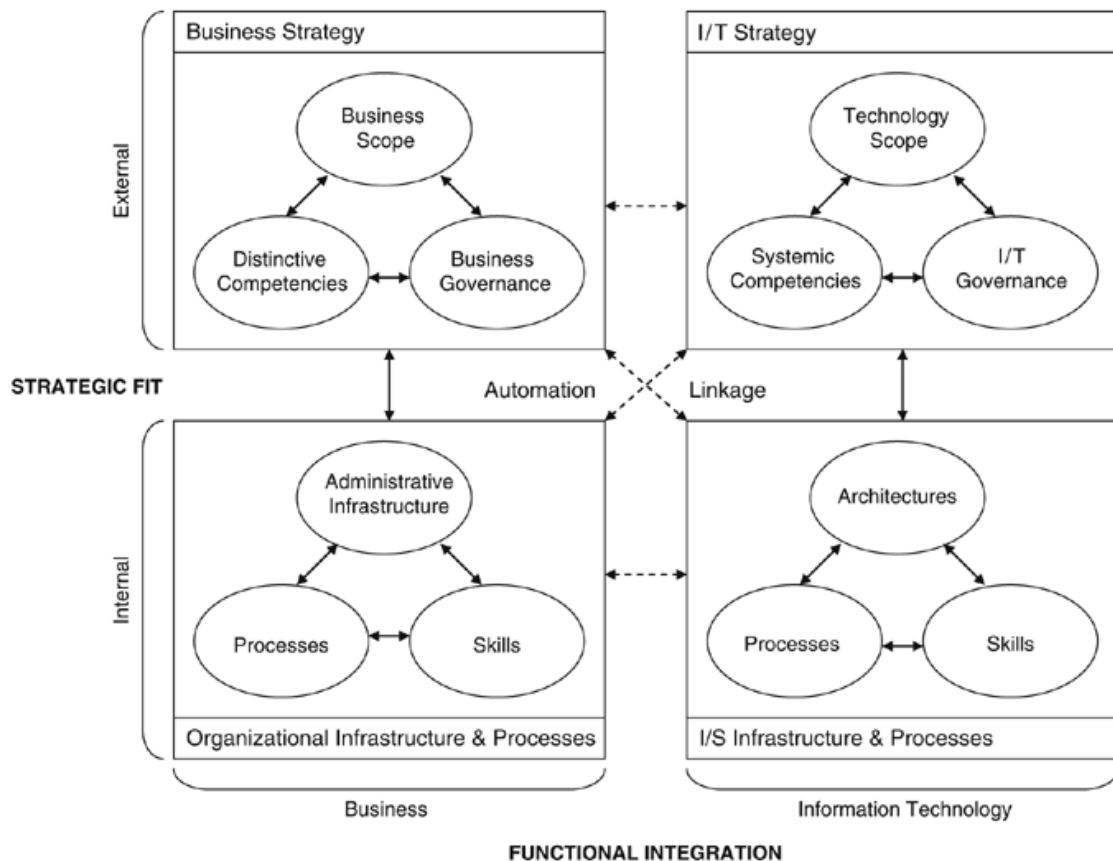 Business Strategy
I/T Strategy
Business
Scope
Technology
Scope
External
Distinctive
Competencies
Business
Governance
Systemic
Competencies
I/T
Governance
STRATEGIC FIT
Automation
Linkage
Administrative
Infrastructure
Architectures
Internal
Processes
Skills
Processes
Skills
Organizational Infrastructure & Processes
I/S Infrastructure & Processes
Business
Information Technology
FUNCTIONAL INTEGRATION